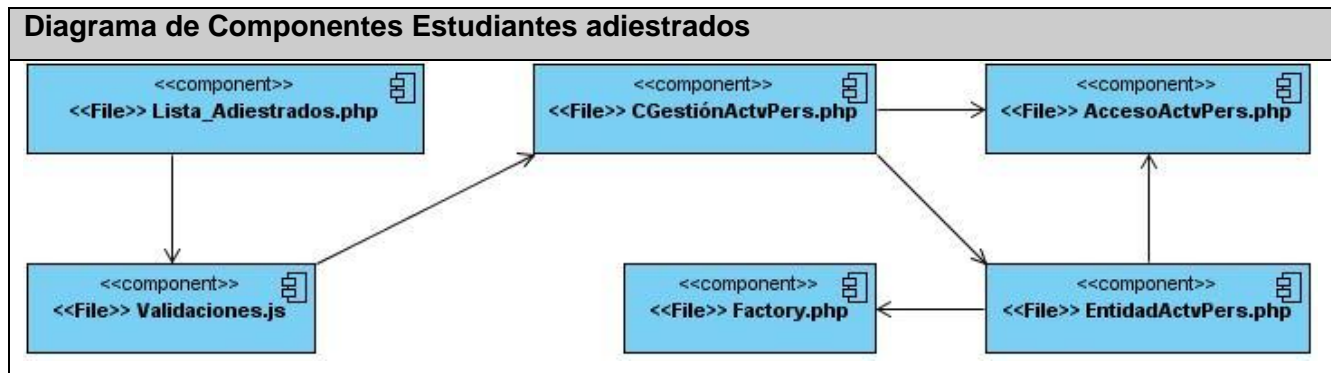 Diagrama de Componentes Estudiantes adiestrados
<<component>>
<<File>> Lista_Adiestrados.php
<<component>>
<<File>> CGestiónActvPers.php
<<component>>
<<File>> AccesoActvPers.php
<<component>>
<<File>> Validaciones.js
<<component>>
<<File>> Factory.php
<<component>>
<<File>> EntidadActvPers.php